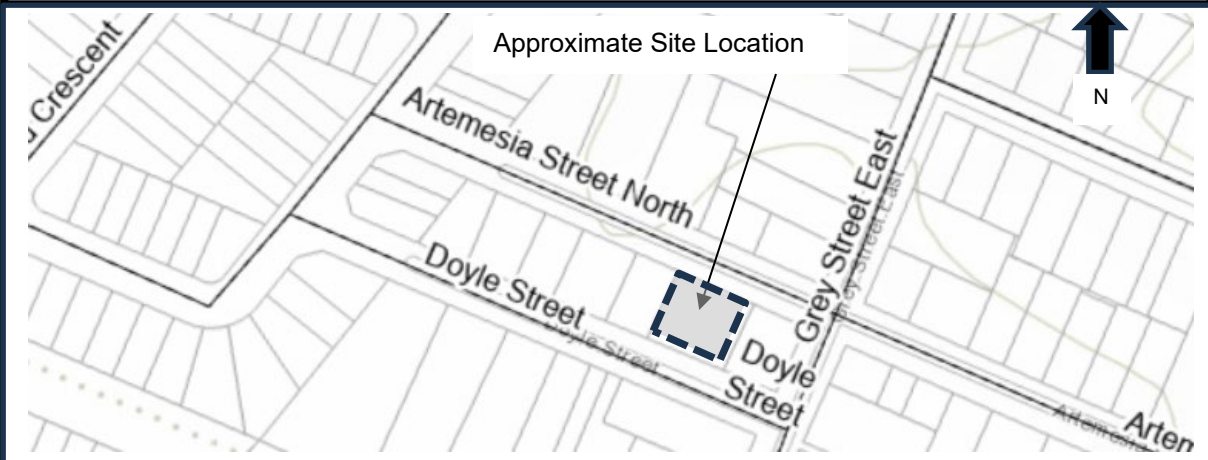 Approximate Site Location
N
Crescent
Artemesia Street North
Grey Street East
Grey Street East
Doyle Street
Doyle Street
Doyle
Street
Artemesia
Artem